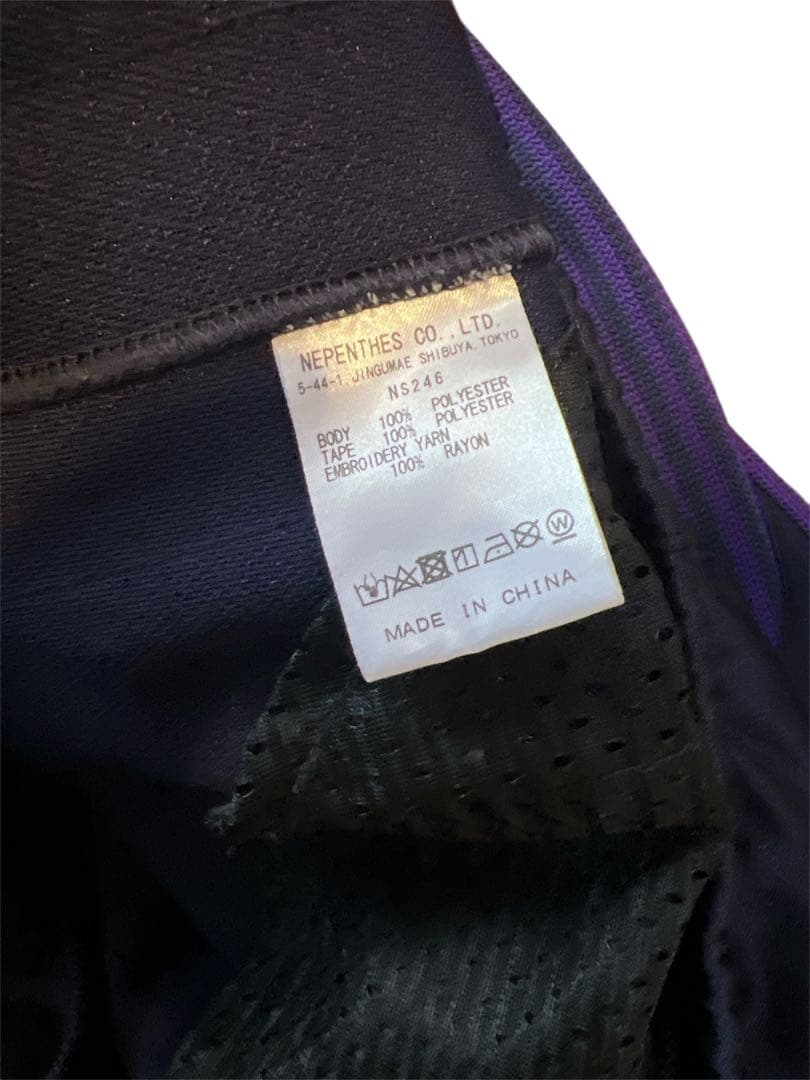 NEPENTHES CO.,LTD.
5-44-1 JINGUMAE SHIBUYA. TOKYO
NS246
BODY 100% POLYESTER
TAPE 100% POLYESTER
EMBROIDERY YARN
100% RAYON
W
MADE IN CHINA